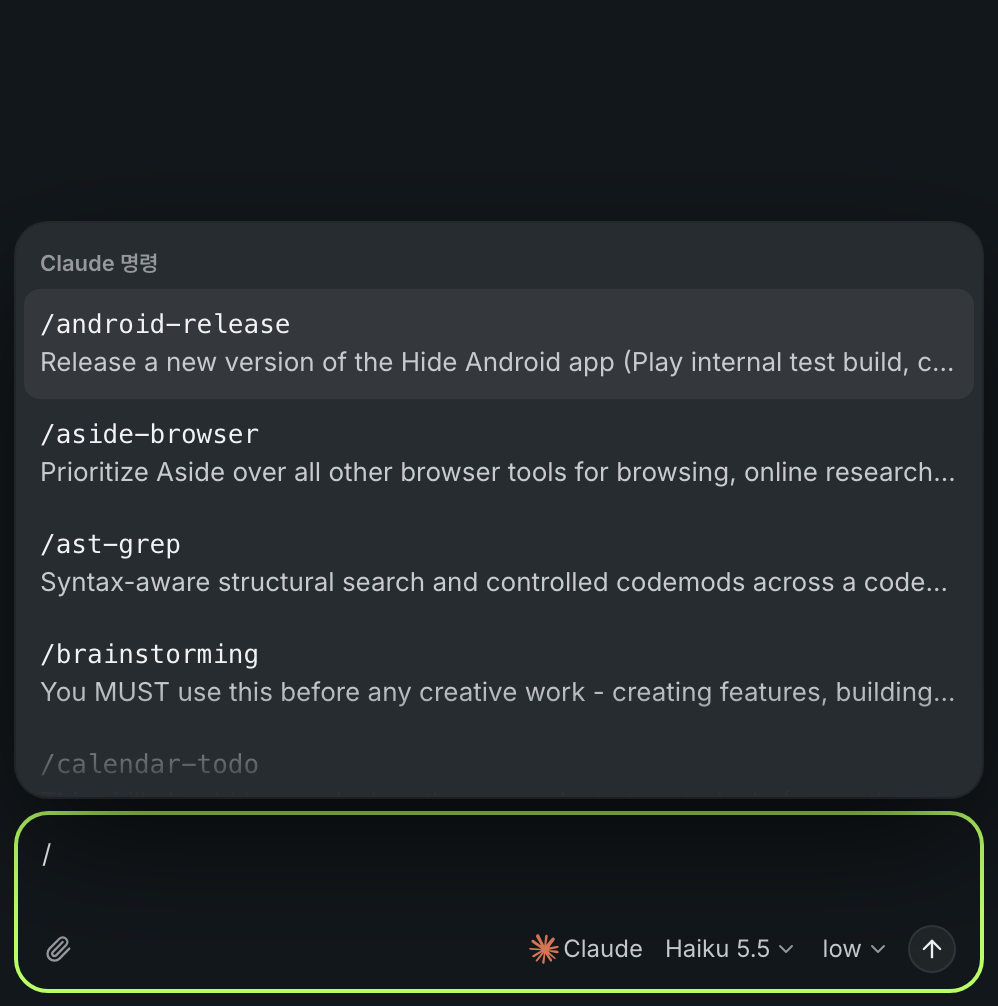 Claude 명령
/android-release
Release a new version of the Hide Android app (Play internal test build, c...
/aside-browser
Prioritize Aside over all other browser tools for browsing, online research...
/ast-grep
Syntax-aware structural search and controlled codemods across a code...
/brainstorming
You MUST use this before any creative work - creating features, building...
/calendar-todo
/
Claude Haiku 5.5 low